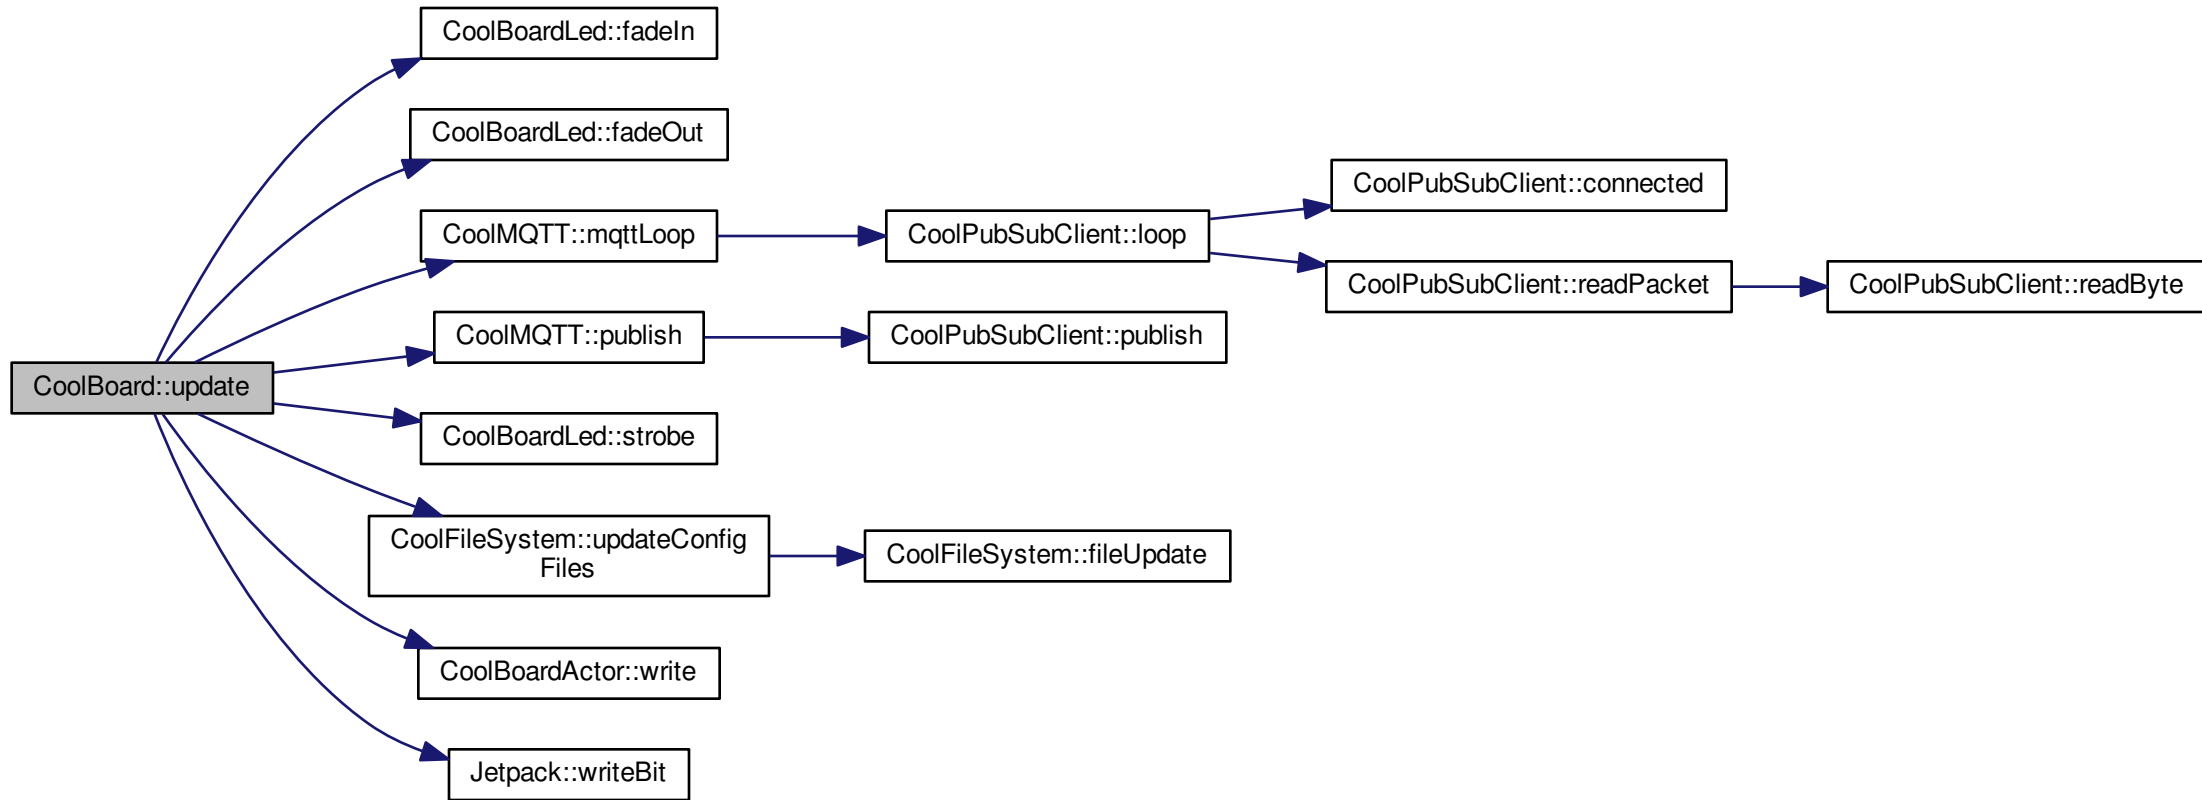 CoolBoardLed::fadeIn
CoolBoardLed::fadeOut
CoolPubSubClient::connected
CoolMQTT::mqttLoop
CoolPubSubClient::loop
CoolPubSubClient::readPacket
CoolPubSubClient::readByte
CoolMQTT::publish
CoolPubSubClient::publish
CoolBoard::update
CoolBoardLed::strobe
CoolFileSystem::updateConfig
Files
CoolFileSystem::fileUpdate
CoolBoardActor::write
Jetpack::writeBit